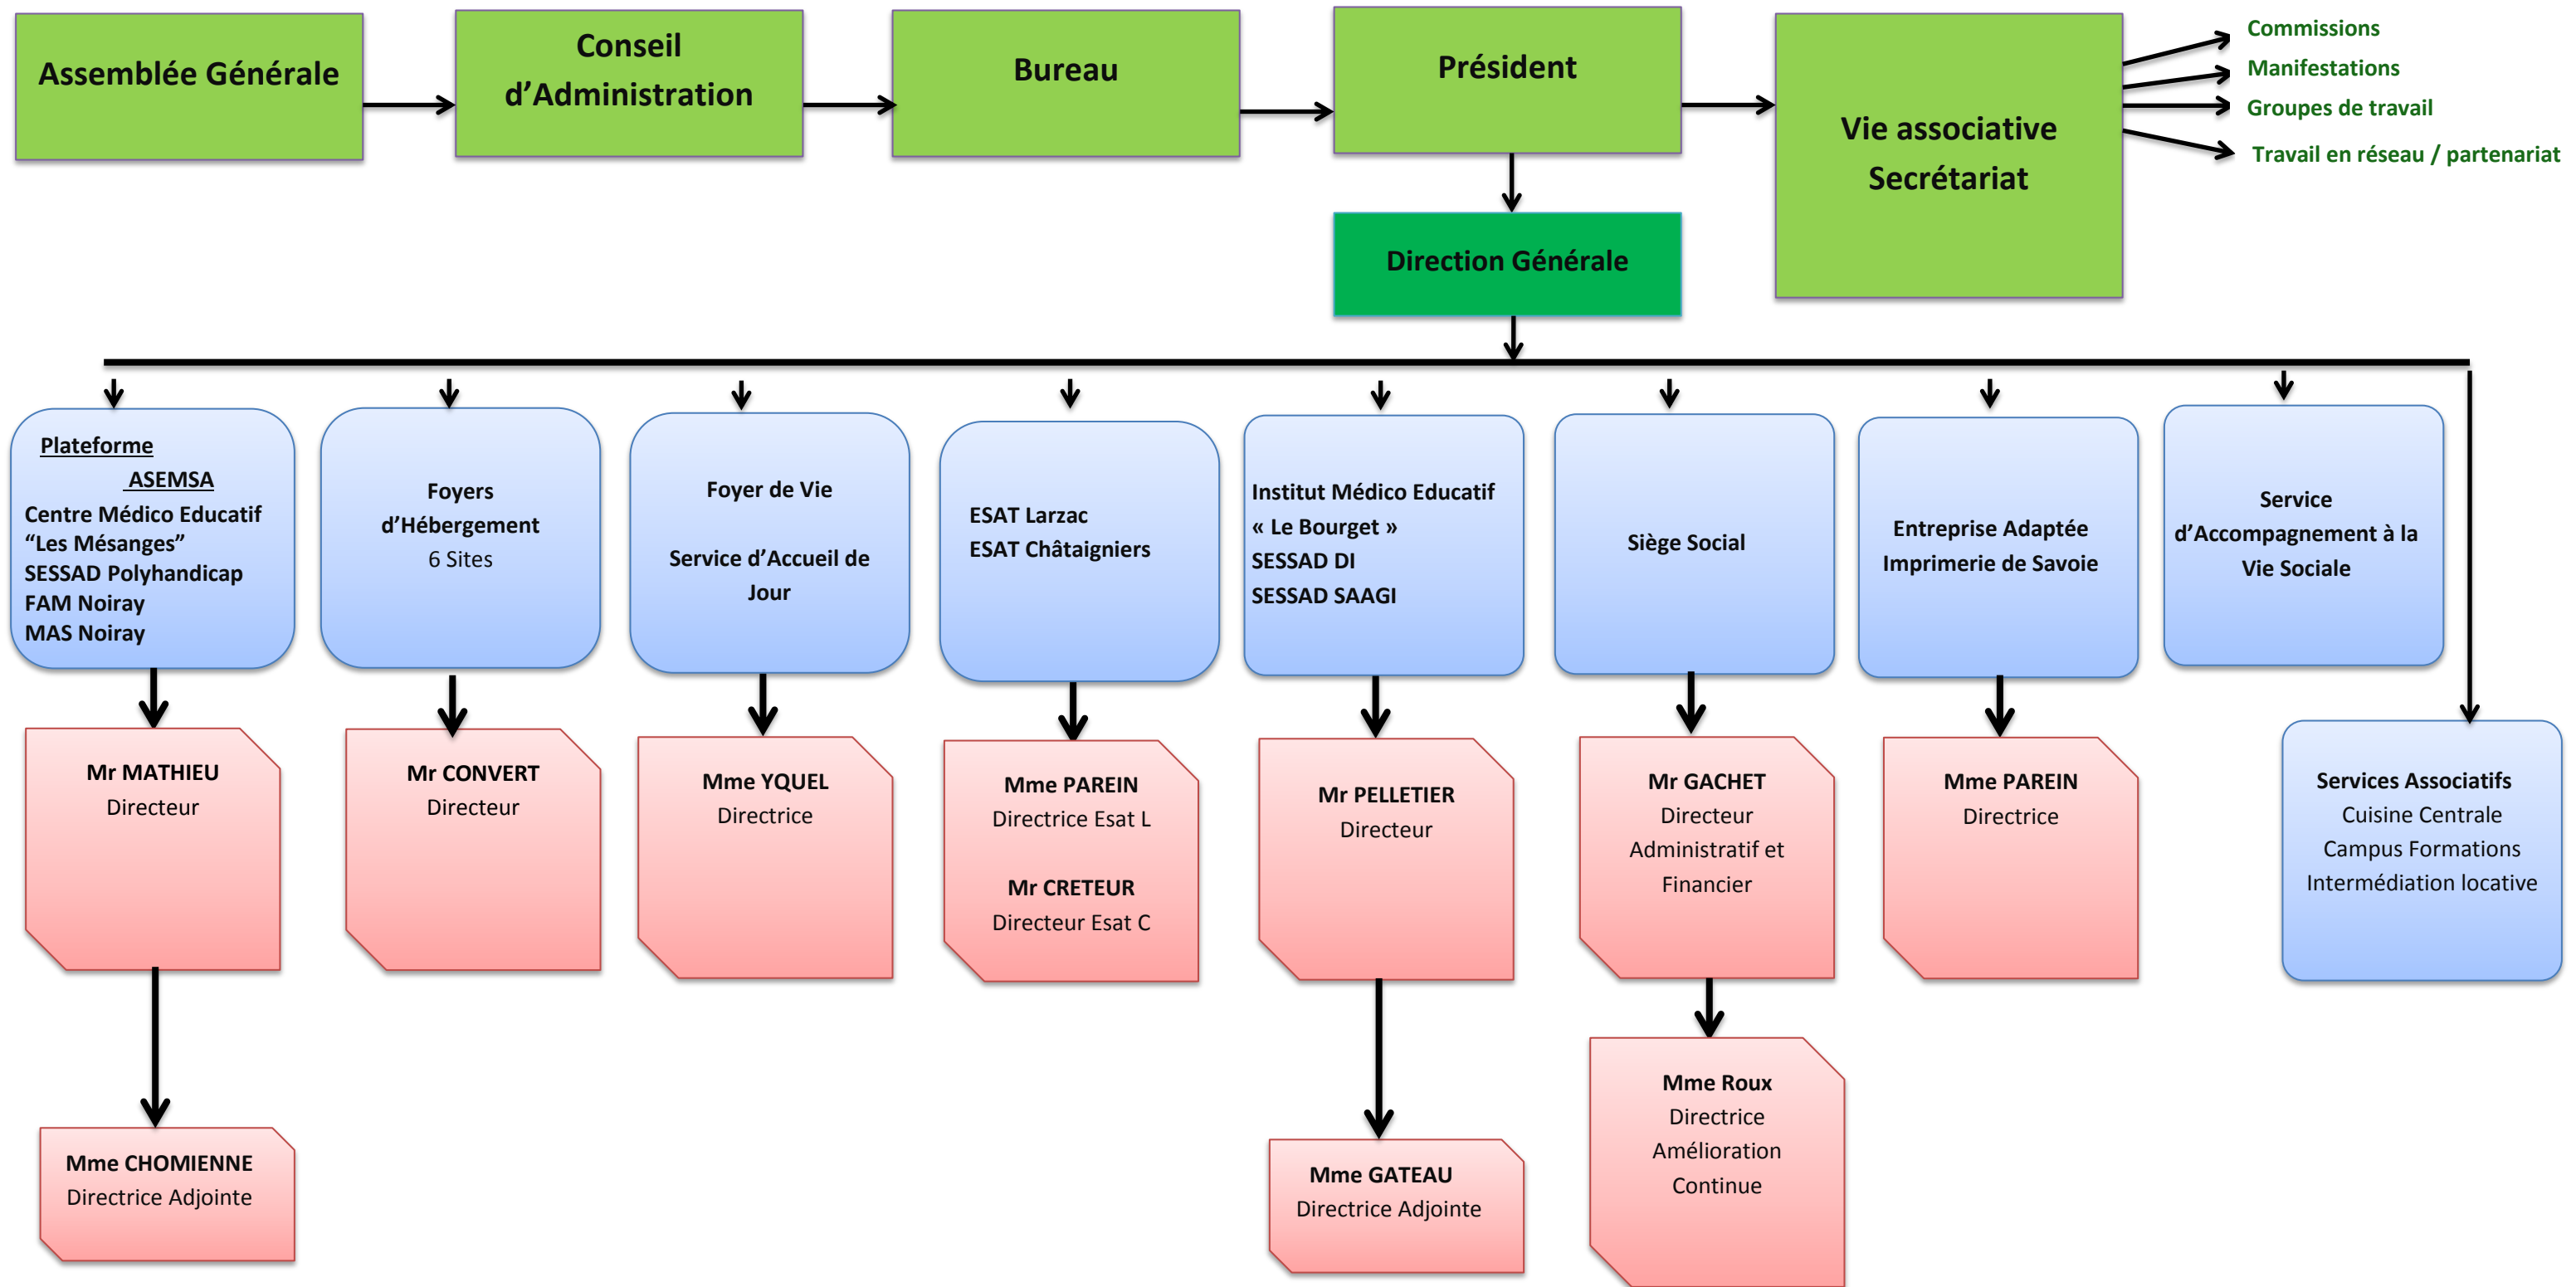 Assemblée Générale
Conseil
d’Administration
Bureau
Président
Vie associative
Secrétariat
Commissions
Manifestations
Groupes de travail
Travail en réseau / partenariat
Direction Générale
Plateforme
ASEMSA
Centre Médico Educatif
“Les Mésanges”
SESSAD Polyhandicap
FAM Noiray
MAS Noiray
Foyers
d’Hébergement
6 Sites
Foyer de Vie
Service d’Accueil de
Jour
ESAT Larzac
ESAT Châtaigniers
Institut Médico Educatif
« Le Bourget »
SESSAD DI
SESSAD SAAGI
Siège Social
Entreprise Adaptée
Imprimerie de Savoie
Service
d’Accompagnement à la
Vie Sociale
Mr MATHIEU
Directeur
Mr CONVERT
Directeur
Mme YQUEL
Directrice
Mme PAREIN
Directrice Esat L
Mr CRETEUR
Directeur Esat C
Mr PELLETIER
Directeur
Mr GACHET
Directeur
Administratif et
Financier
Mme PAREIN
Directrice
Services Associatifs
Cuisine Centrale
Campus Formations
Intermédiation locative
Mme CHOMIENNE
Directrice Adjointe
Mme GATEAU
Directrice Adjointe
Mme Roux
Directrice
Amélioration
Continue